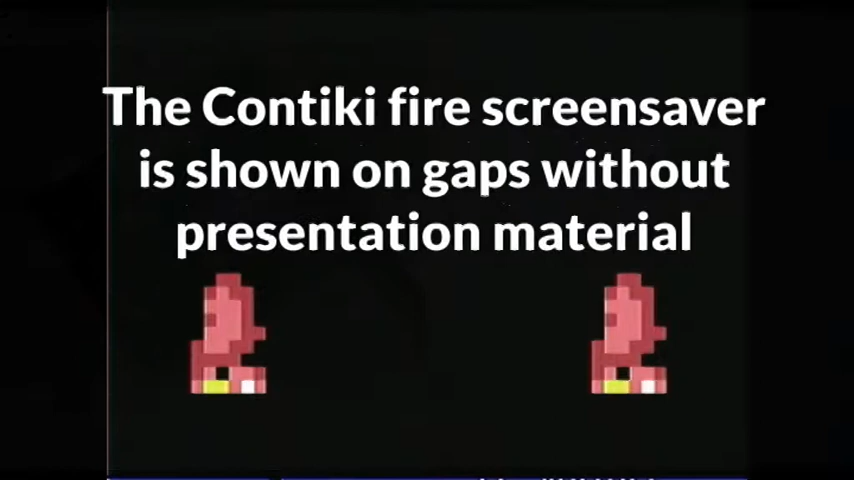 The Contiki fire screensaver
is shown on gaps without
presentation material